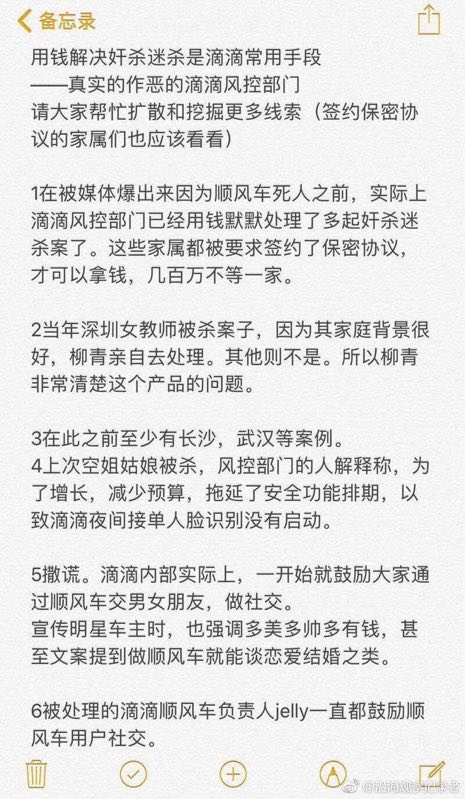 备忘录
用钱解决奸杀迷杀是滴滴常用手段
——真实的作恶的滴滴风控部门
请大家帮忙扩散和挖掘更多线索（签约保密协
议的家属们也应该看看）
1在被媒体爆出来因为顺风车死人之前，实际上
滴滴风控部门已经用钱默默处理了多起奸杀迷
杀案了。这些家属都被要求签约了保密协议，
才可以拿钱，几百万不等一家。
2当年深圳女教师被杀案子，因为其家庭背景很
好，柳青亲自去处理。其他则不是。所以柳青
非常清楚这个产品的问题。
3在此之前至少有长沙，武汉等案例。
4上次空姐姑娘被杀，风控部门的人解释称，为
了增长，减少预算，拖延了安全功能排期，以
致滴滴夜间接单人脸识别没有启动。
5撒谎。滴滴内部实际上，一开始就鼓励大家通
过顺风车交男女朋友，做社交。
宣传明星车主时，也强调多美多帅多有钱，甚
至文案提到做顺风车就能谈恋爱结婚之类。
6被处理的滴滴顺风车负责人jelly一直都鼓励顺
风车用户社交。